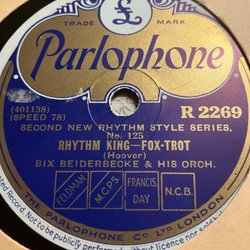 TRADE MARK
£
Parlophone
(401138)
(SPEED 78)
R 2269
SECOND NEW RHYTHM STYLE SERIES,
No. 125
RHYTHM KING—FOX-TROT
(Hoover)
BIX BEIDERBECKE & HIS ORCH.
FELDMAN
M.C.P.S.
FRANCIS, DAY
N.C.B.
THE PARLOPHONE CO LTD LONDON